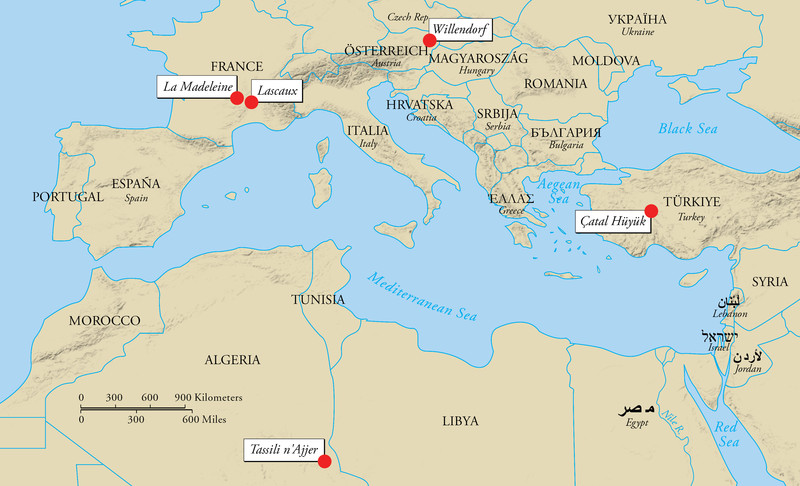 Czech Rep.
Willendorf
УКРАЇНА
Ukraine
ÖSTERREICH
Austria
MAGYARORSZÁG
Hungary
MOLDOVA
FRANCE
ROMANIA
La Madeleine
Lascaux
HRVATSKA
Croatia
SRBIJA
Serbia
ITALIA
Italy
БЪЛГАРИЯ
Bulgaria
Black Sea
PORTUGAL
ESPAÑA
Spain
ΈΛΛΑΣ
Greece
Aegean
Sea
Çatal Hüyük
TÜRKIYE
Turkey
Mediterranean Sea
TUNISIA
SYRIA
لبنان
Lebanon
MOROCCO
ישראל
Israel
لأردن
Jordan
ALGERIA
0 300 600 900 Kilometers
0 300 600 Miles
LIBYA
مصر
Egypt
Nile R.
Red
Sea
Tassili n'Ajjer